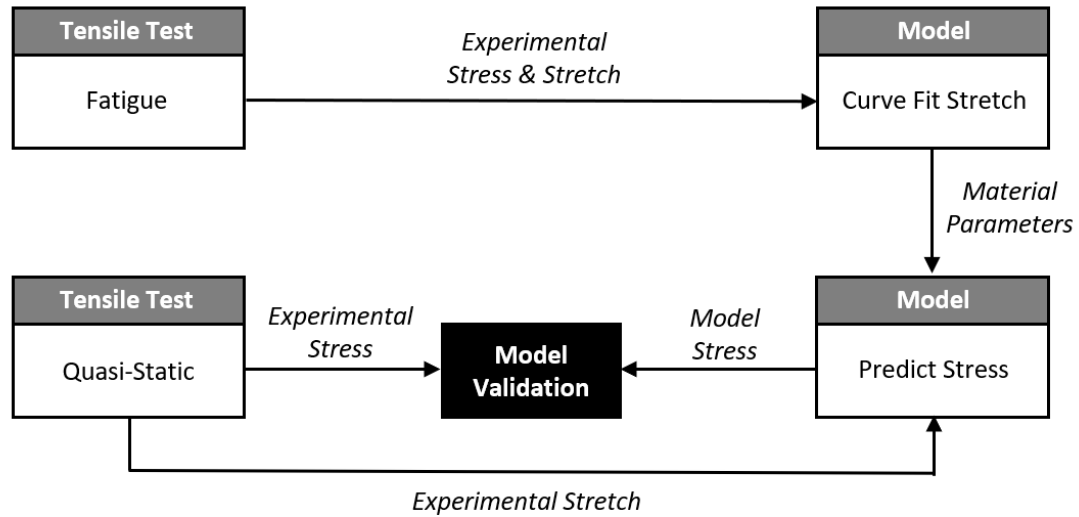 Tensile Test
Fatigue
Experimental
Stress & Stretch
Model
Curve Fit Stretch
Material
Parameters
Tensile Test
Quasi-Static
Experimental
Stress
Model
Validation
Model
Stress
Model
Predict Stress
Experimental Stretch